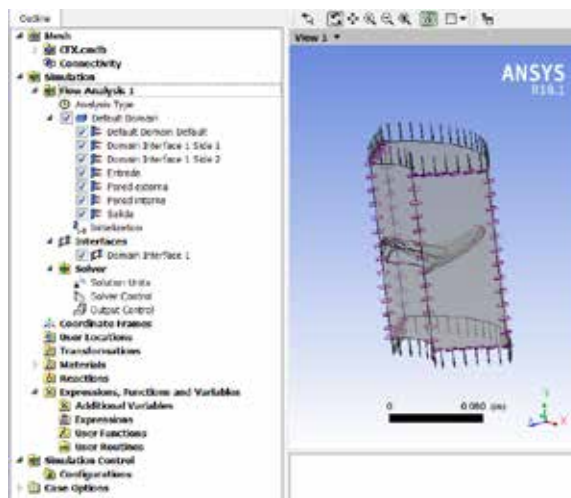 Outline
Mesh
CFX.cmdb
Connectivity
Simulation
Flow Analysis 1
Analysis Type
Default Domain
Default Domain Default
Domain Interface 1 Side 1
Domain Interface 1 Side 2
Entrada
Pared externa
Pared interna
Salida
Initialization
Interfaces
Domain Interface 1
Solver
Solution Units
Solver Control
Output Control
Coordinate Frames
User Locations
Transformations
Materials
Reactions
Expressions, Functions and Variables
Additional Variables
Expressions
User Functions
User Routines
Simulation Control
Configurations
Case Options
View 1
ANSYS
R18.1
0
0.080 (m)